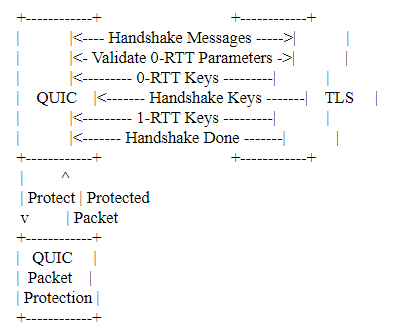 +------------+ +------------+
| |<---- Handshake Messages ----->| |
| |<- Validate 0-RTT Parameters ->| |
| |<--------- 0-RTT Keys ---------| |
| QUIC |<------- Handshake Keys -------| TLS |
| |<--------- 1-RTT Keys ---------| |
| |<------- Handshake Done -------| |
+------------+ +------------+
| ^
| Protect | Protected
v | Packet
+------------+
| QUIC |
| Packet |
| Protection |
+------------+